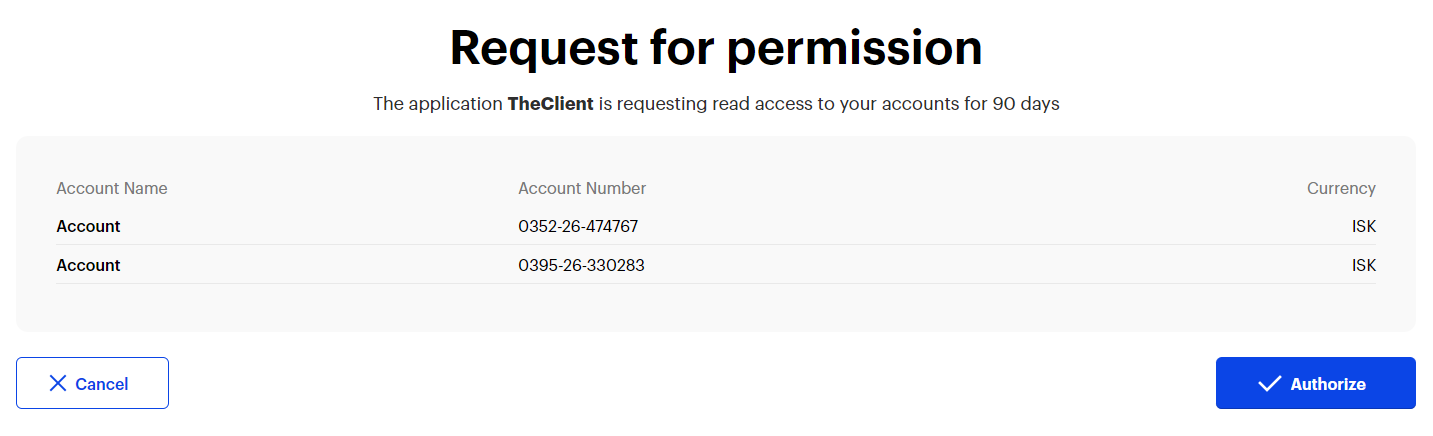 Request for permission
The application TheClient is requesting read access to your accounts for 90 days
Account Name Account Number Currency
Account 0352-26-474767 ISK
Account 0395-26-330283 ISK
Cancel Authorize